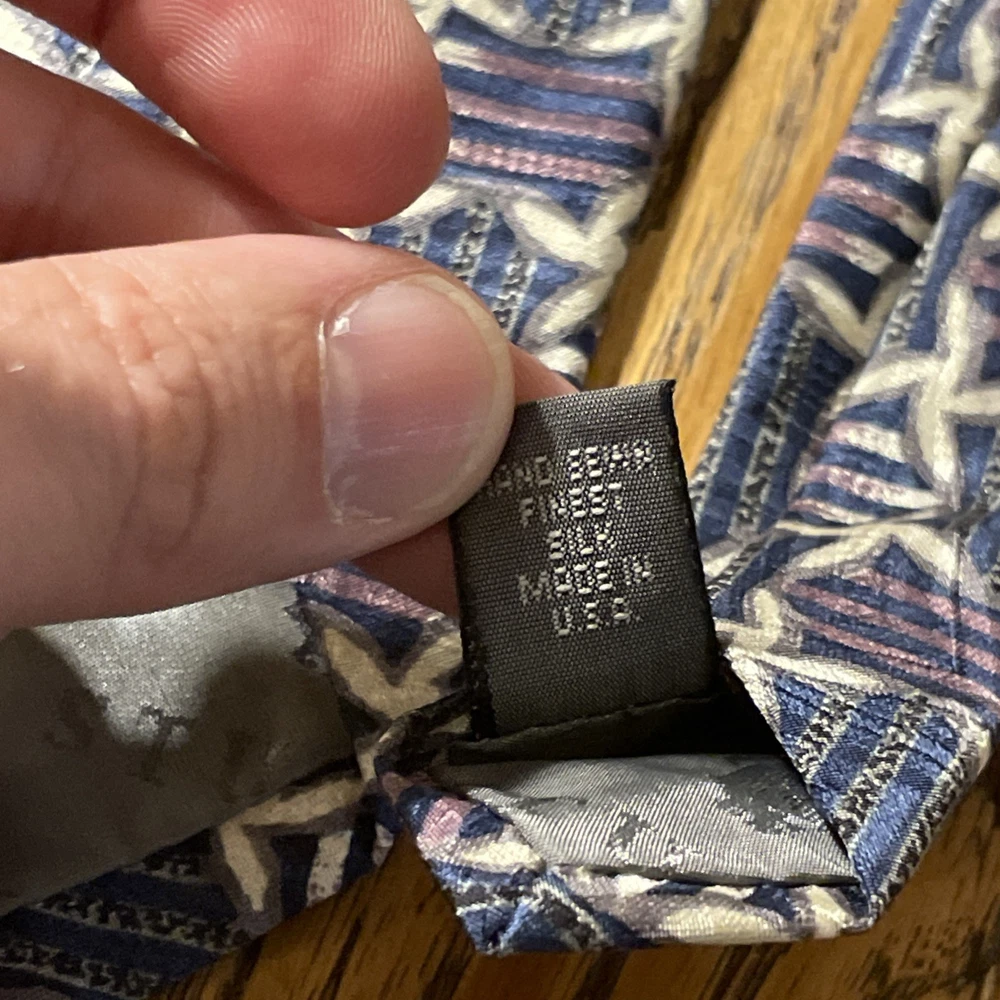 HAND SEWN
FINEST
SILK
MADE IN
U.S.A.